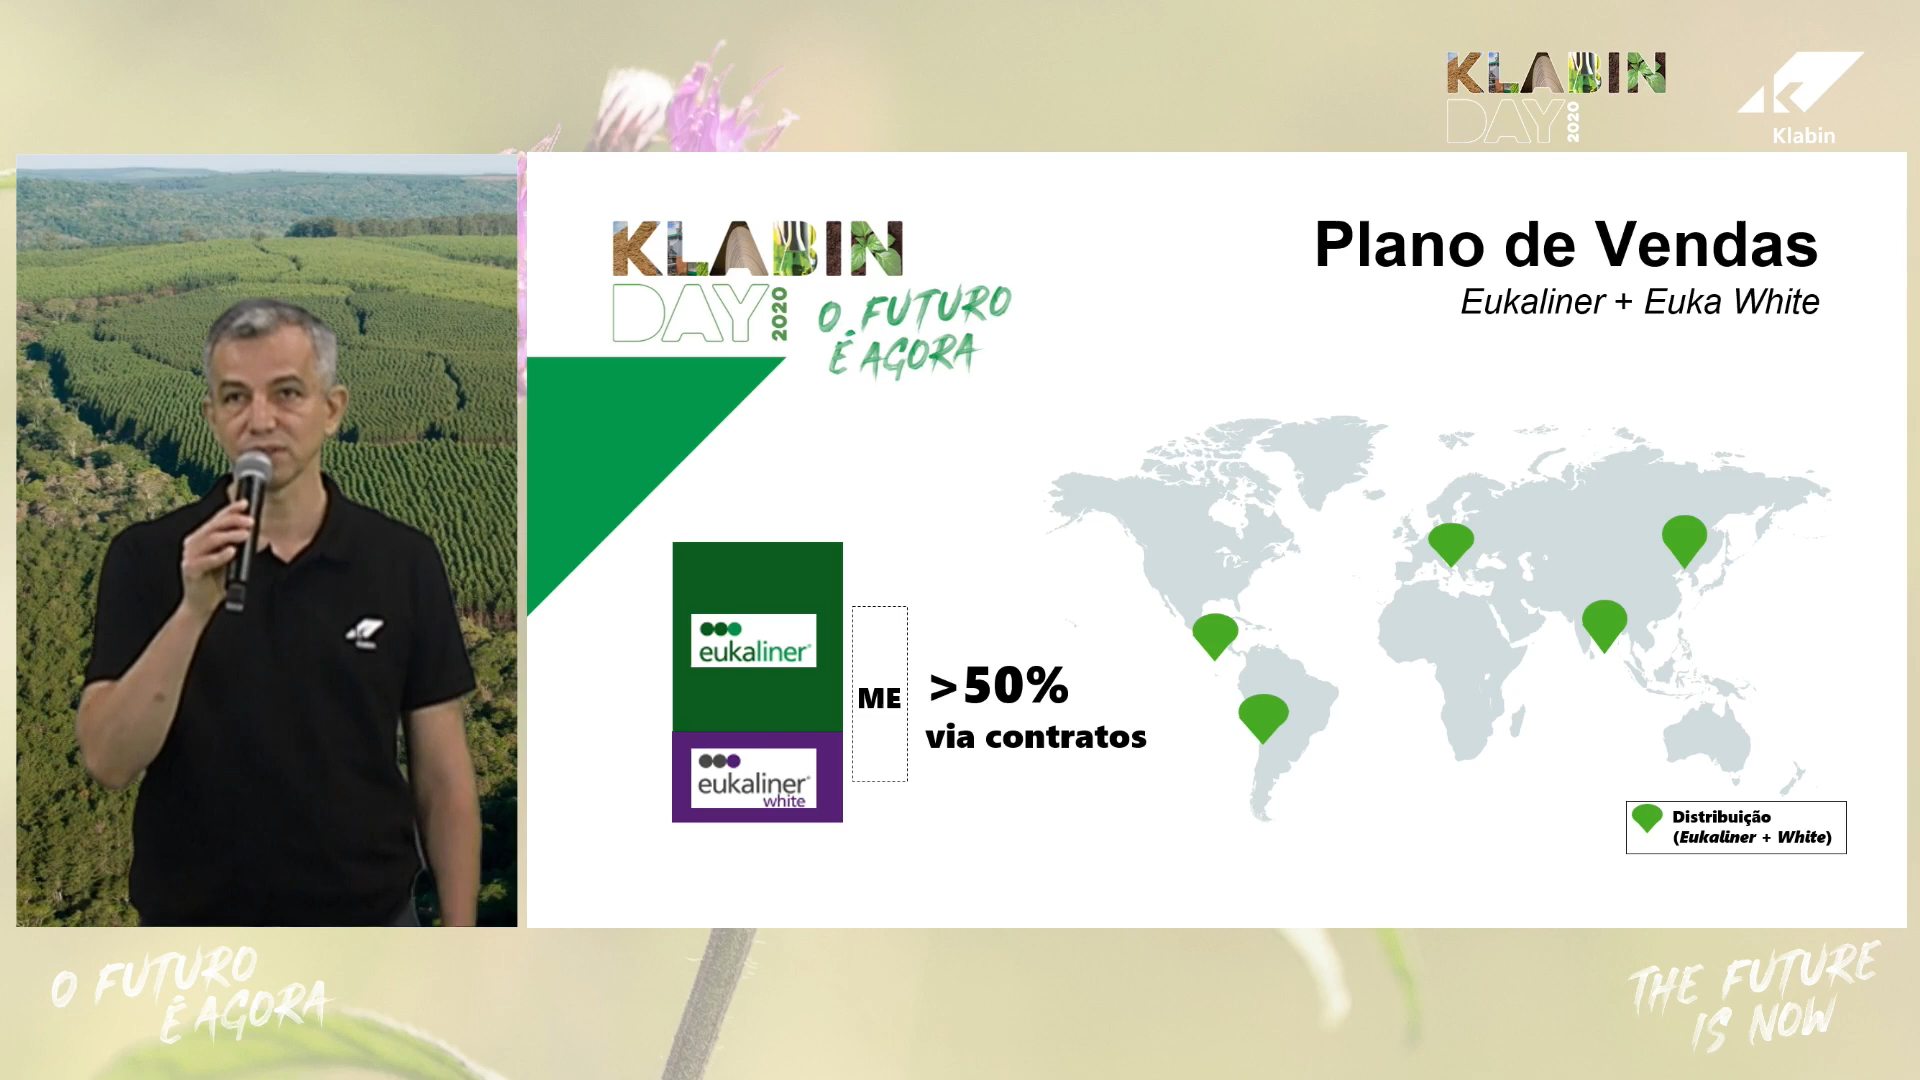 KLABIN
DAY 2020
Klabin
KLABIN
DAY 2020
O FUTURO
É AGORA
Plano de Vendas
Eukaliner + Euka White
eukaliner
eukaliner
white
ME
>50%
via contratos
Distribuição
(Eukaliner + White)
O FUTURO
É AGORA
THE FUTURE
IS NOW